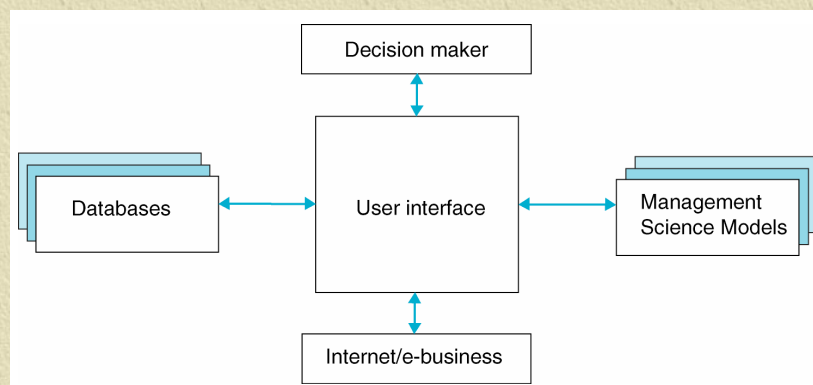 Decision maker
Databases
User interface
Management
Science Models
Internet/e-business